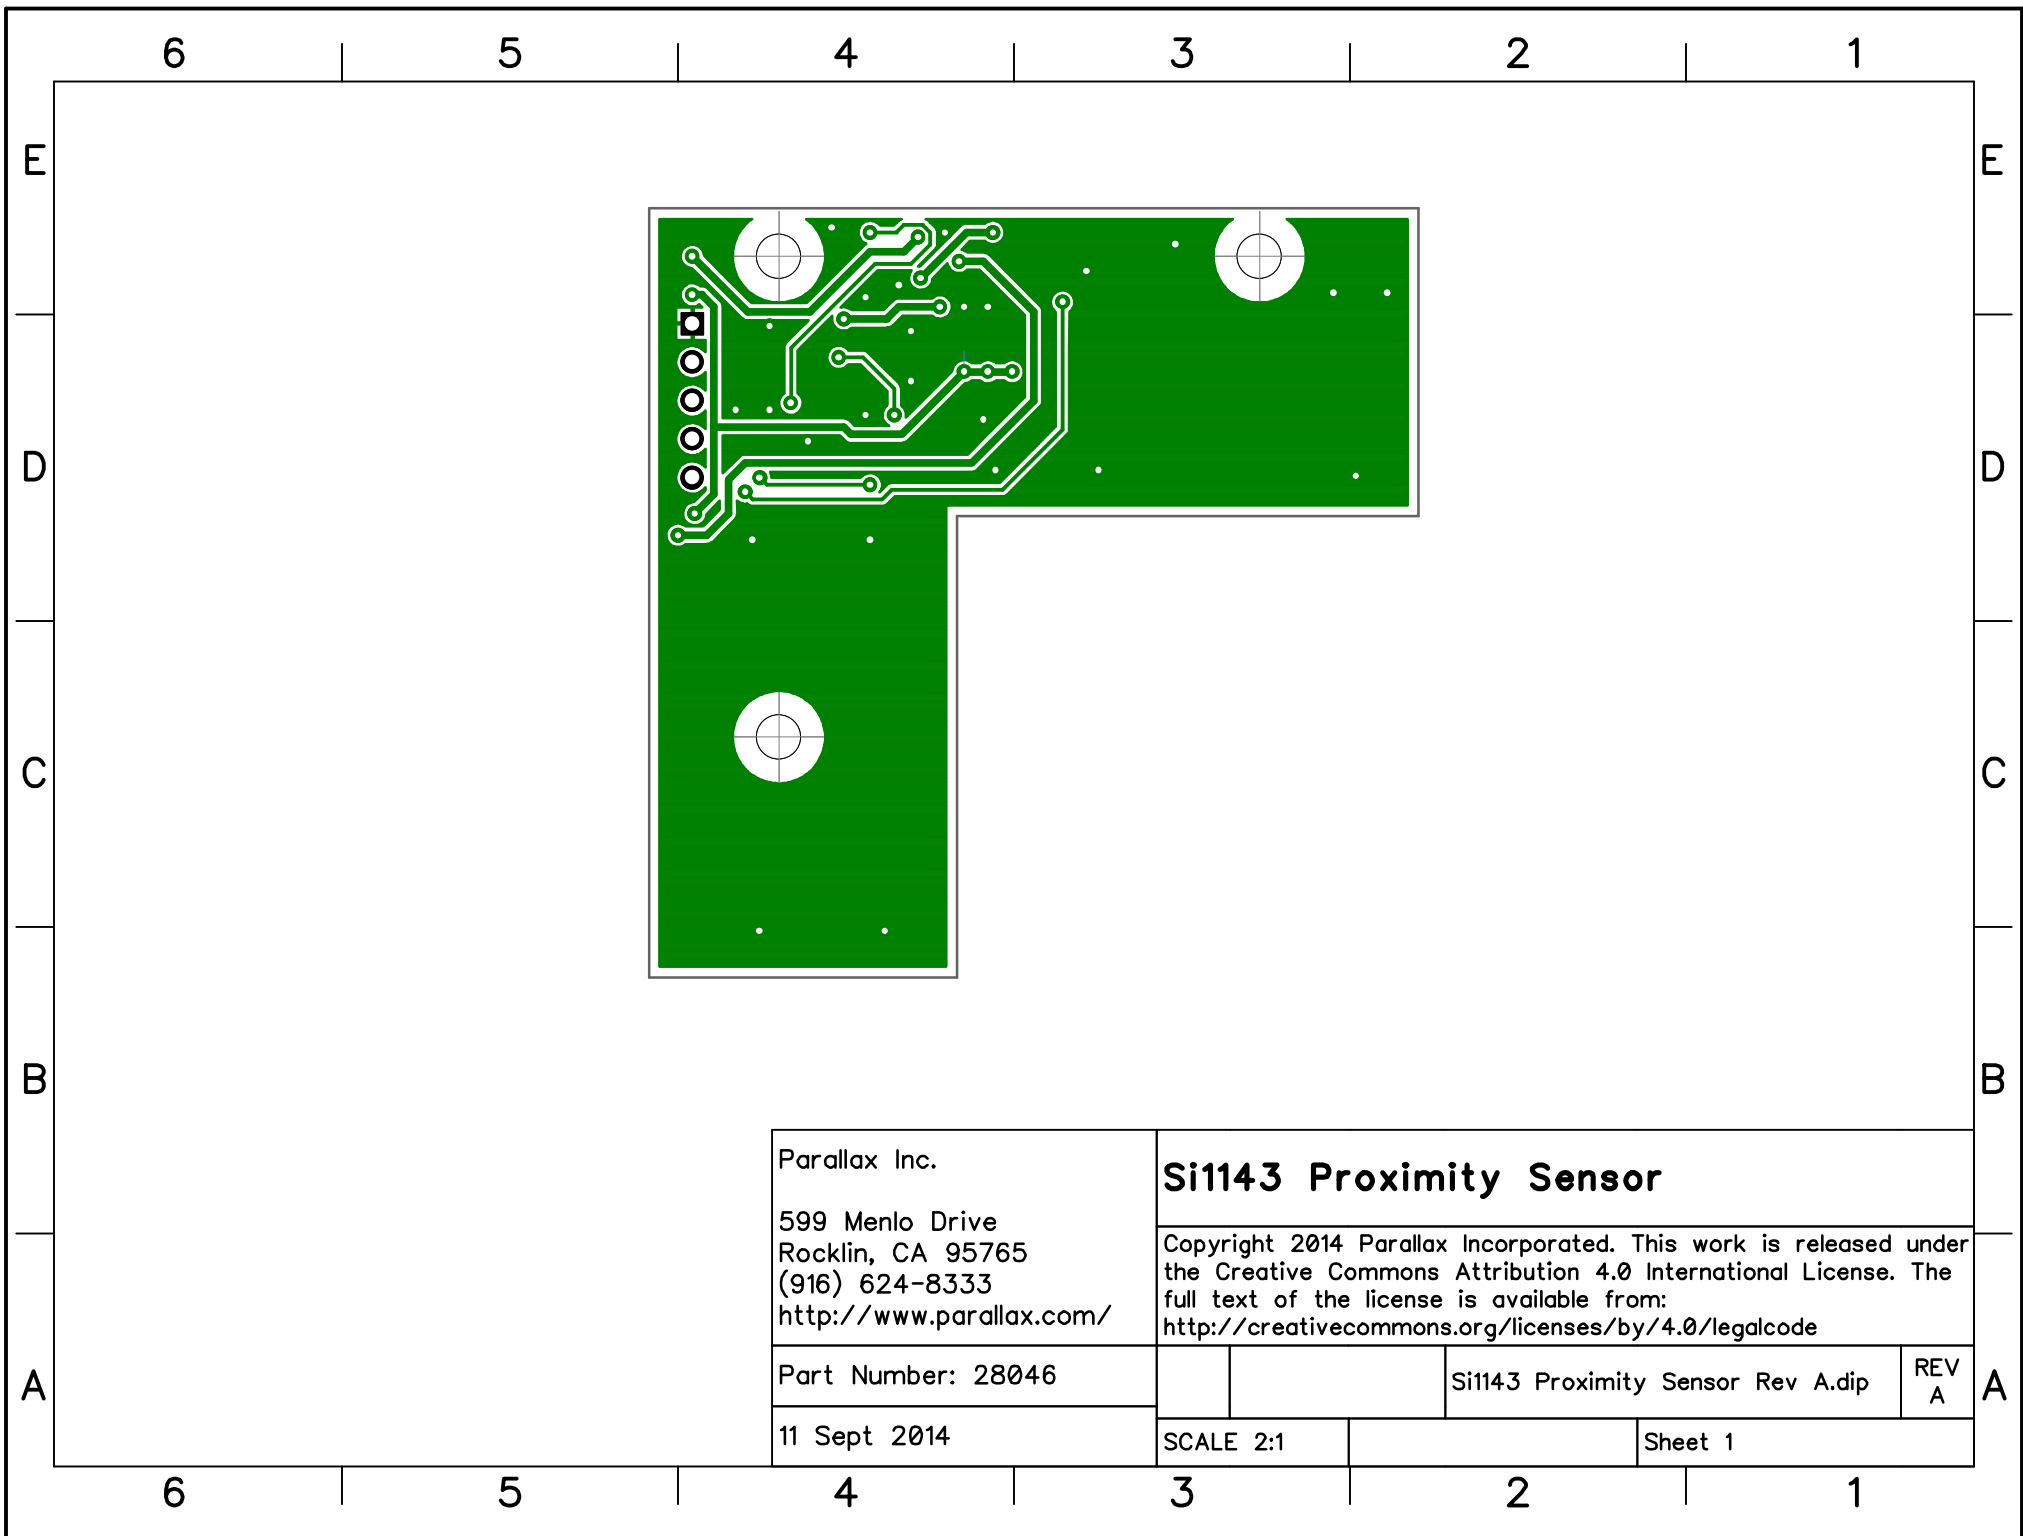 6 5 4 3 2 1
E E
D D
C C
B B
Parallax Inc.
599 Menlo Drive
Rocklin, CA 95765
(916) 624-8333
http://www.parallax.com/
Part Number: 28046
11 Sept 2014
Si1143 Proximity Sensor
Copyright 2014 Parallax Incorporated. This work is released under
the Creative Commons Attribution 4.0 International License. The
full text of the license is available from:
http://creativecommons.org/licenses/by/4.0/legalcode
Si1143 Proximity Sensor Rev A.dip
REV
A
SCALE 2:1
Sheet 1
A A
6 5 4 3 2 1